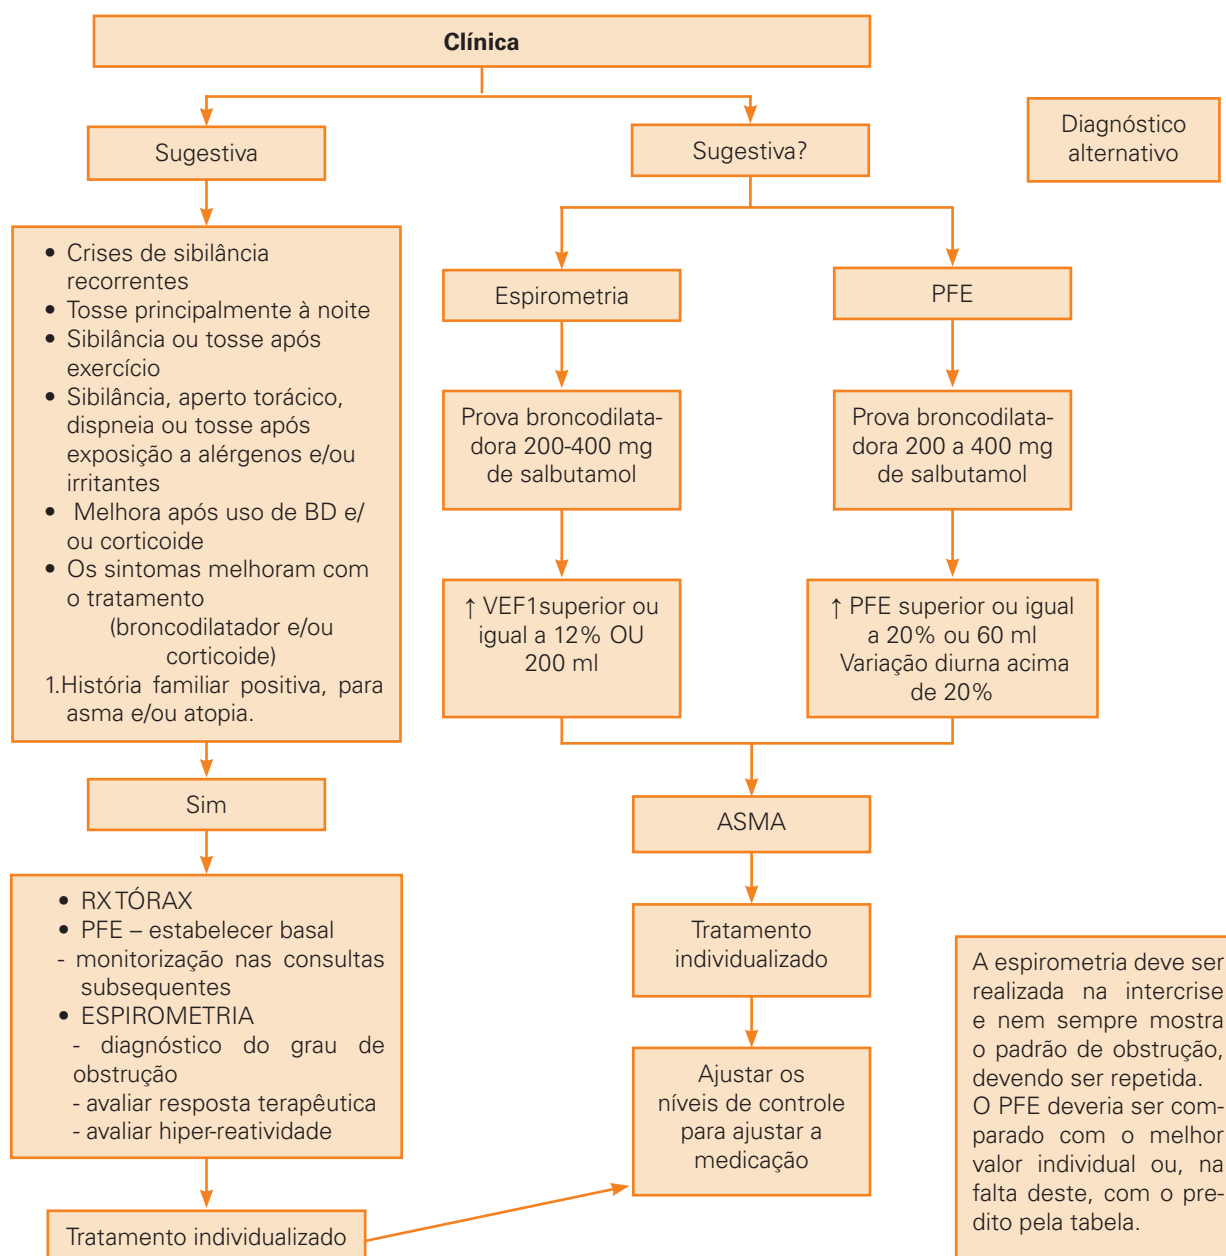 Clínica
Sugestiva
Sugestiva?
Diagnóstico
alternativo
• Crises de sibilância
recorrentes
• Tosse principalmente à noite
• Sibilância ou tosse após
exercício
• Sibilância, aperto torácico,
dispneia ou tosse após
exposição a alérgenos e/ou
irritantes
• Melhora após uso de BD e/
ou corticoide
• Os sintomas melhoram com
o tratamento
(broncodilatador e/ou
corticoide)
1.História familiar positiva, para
asma e/ou atopia.
Sim
• RX TÓRAX
• PFE – estabelecer basal
- monitorização nas consultas
subsequentes
• ESPIROMETRIA
- diagnóstico do grau de
obstrução
- avaliar resposta terapêutica
- avaliar hiper-reatividade
Tratamento individualizado
Espirometria
Prova broncodilata-
dora 200-400 mg
de salbutamol
↑ VEF1superior ou
igual a 12% OU
200 ml
PFE
Prova broncodilata-
dora 200 a 400 mg
de salbutamol
↑ PFE superior ou igual
a 20% ou 60 ml
Variação diurna acima
de 20%
ASMA
Tratamento
individualizado
Ajustar os
níveis de controle
para ajustar a
medicação
A espirometria deve ser
realizada na intercrise
e nem sempre mostra
o padrão de obstrução,
devendo ser repetida.
O PFE deveria ser com-
parado com o melhor
valor individual ou, na
falta deste, com o pre-
dito pela tabela.